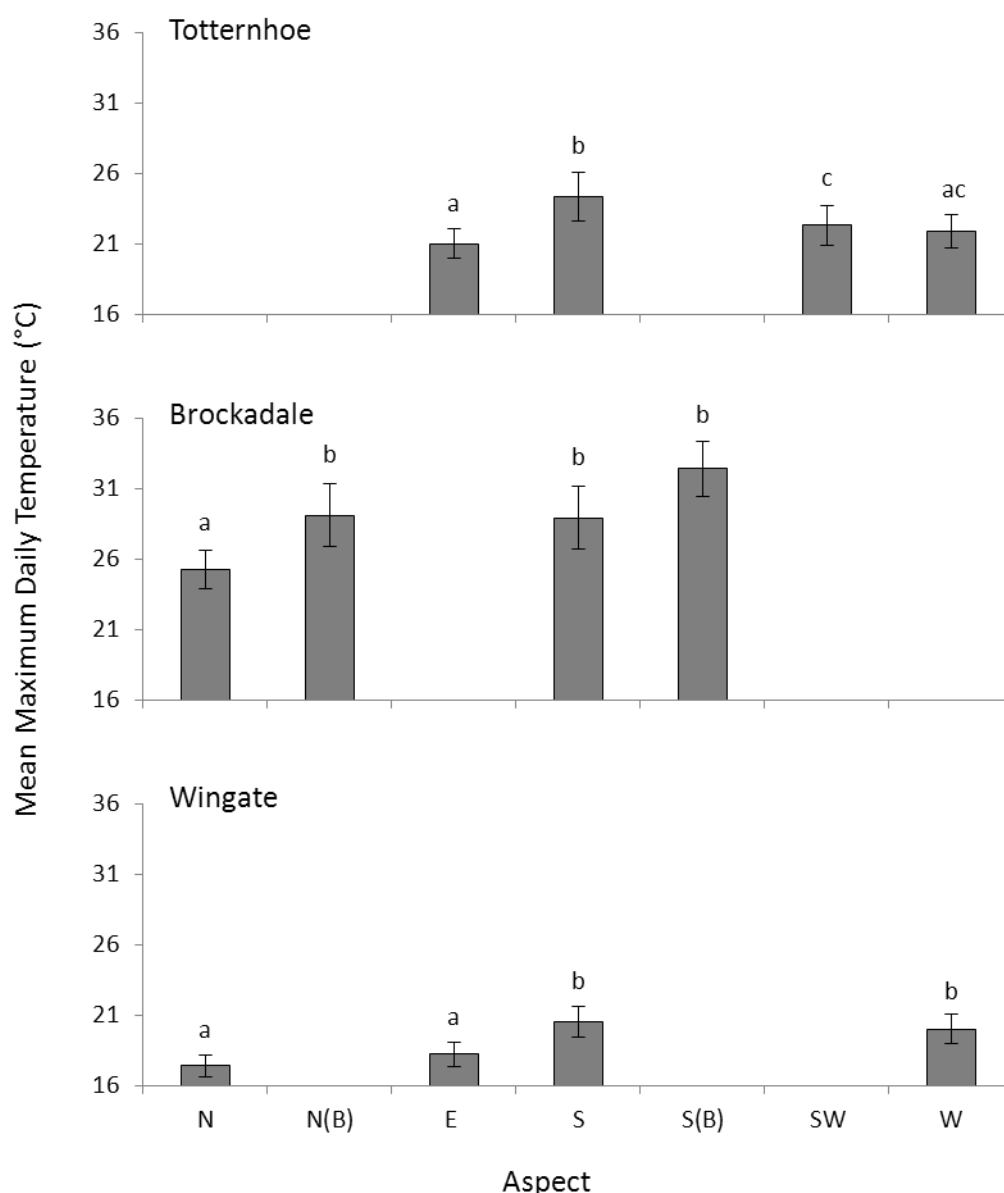 Mean Maximum Daily Temperature (°C)
Totternhoe
36
31
26
21
16
a
b
c
ac
Brockadale
36
31
26
21
16
a
b
b
b
Wingate
36
31
26
21
16
a
a
b
b
N N(B) E S S(B) SW W
Aspect